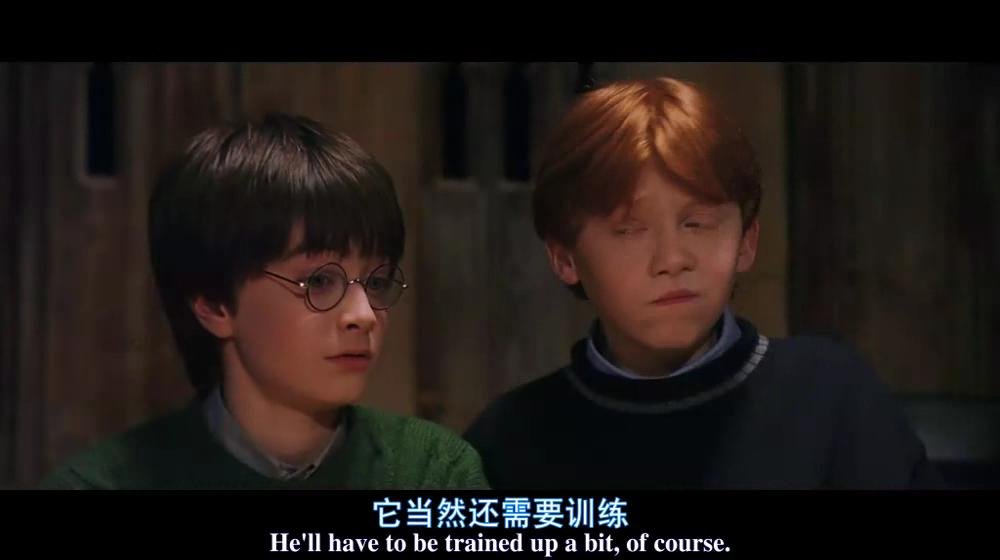 它当然还需要训练
He'll have to be trained up a bit, of course.